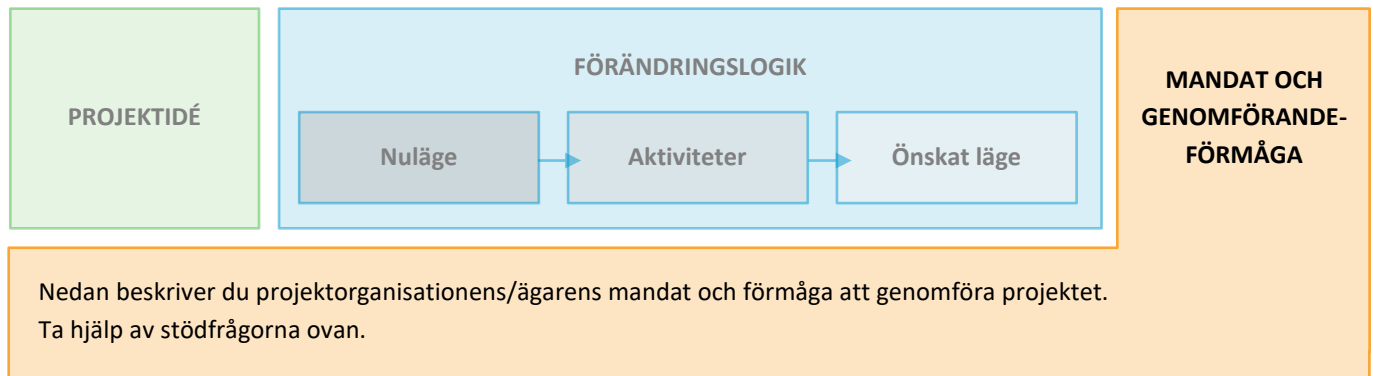 PROJEKTIDÉ
FÖRÄNDRINGSLOGIK
Nuläge
Aktiviteter
Önskat läge
MANDAT OCH
GENOMFÖRANDE-
FÖRMÅGA
Nedan beskriver du projektorganisationens/ägarens mandat och förmåga att genomföra projektet.
Ta hjälp av stödfrågorna ovan.